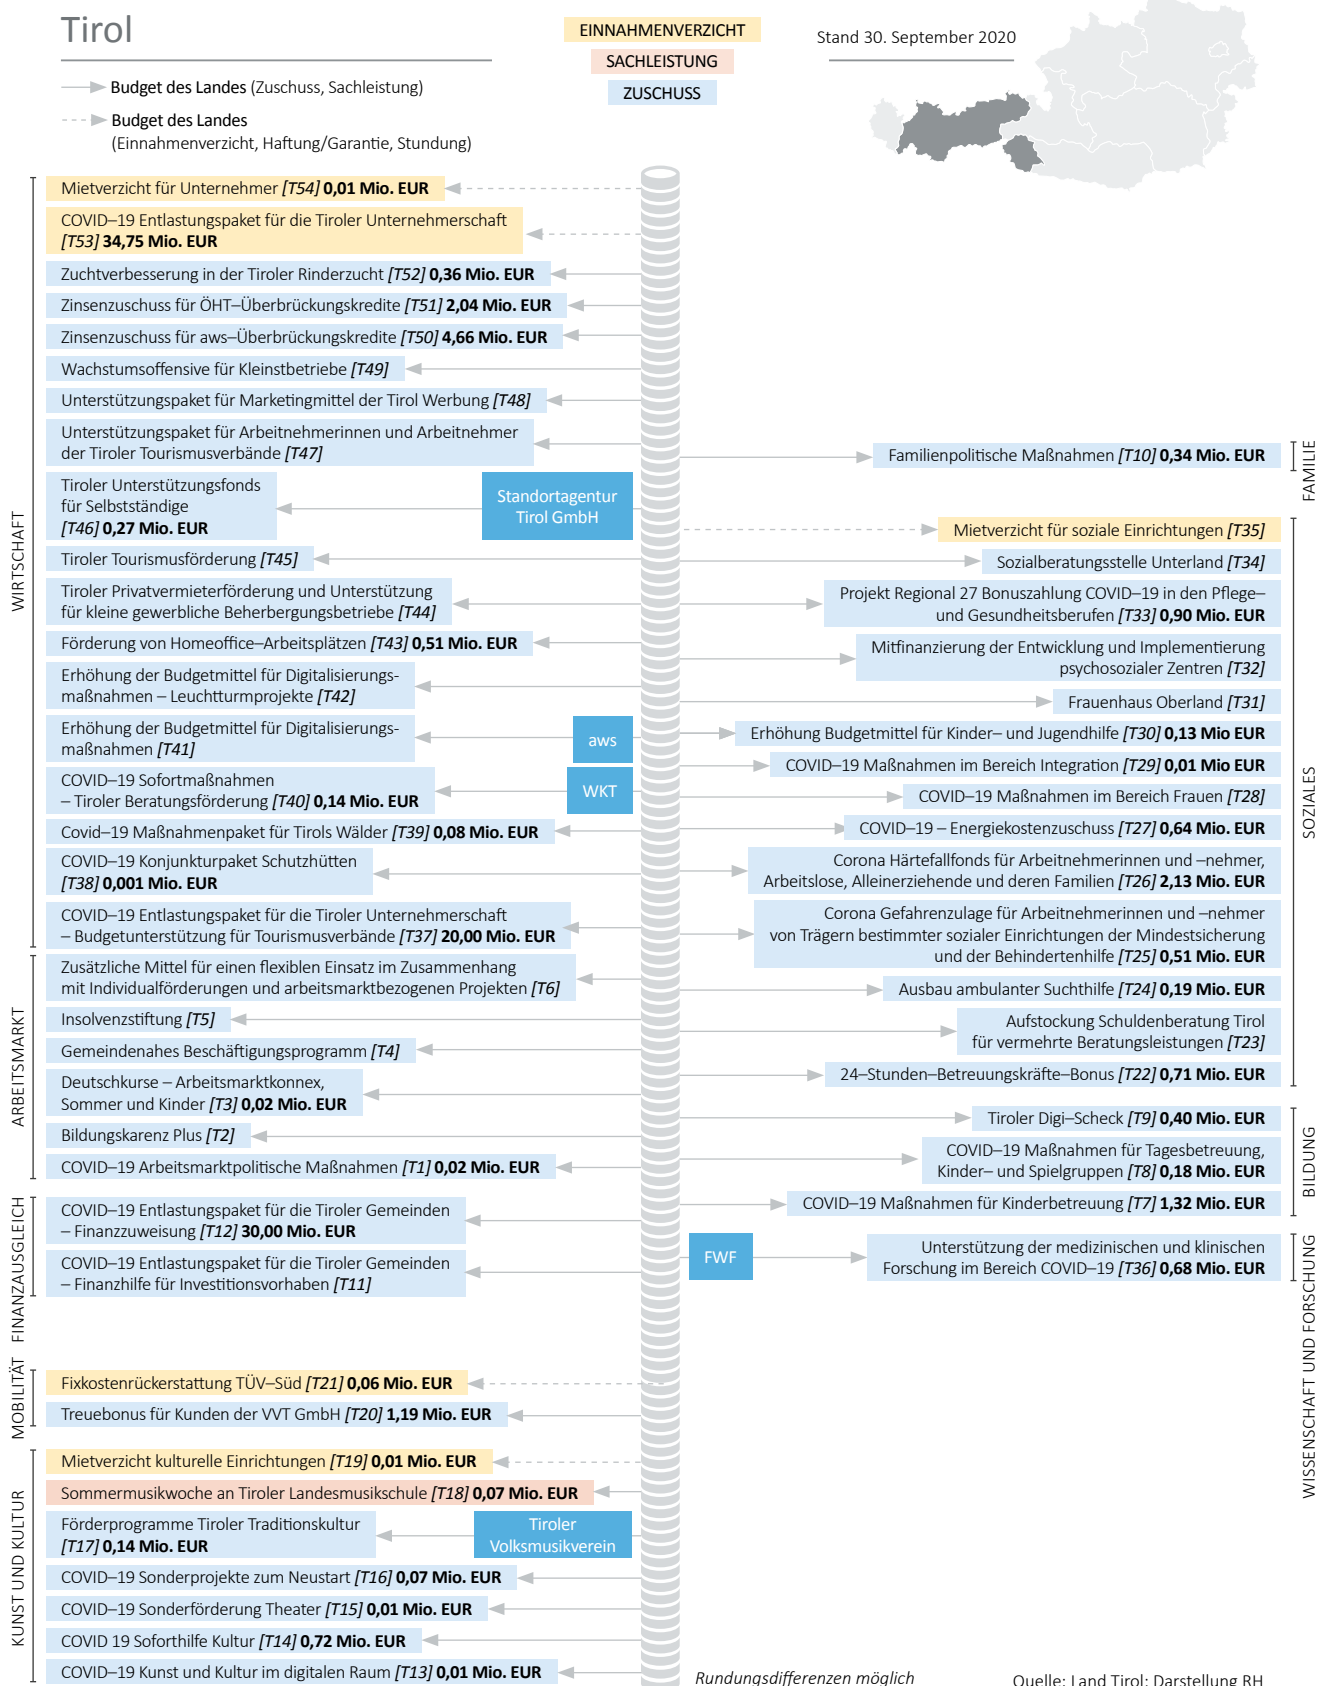 Tirol
EINNAHMENVERZICHT
SACHLEISTUNG
ZUSCHUSS
Stand 30. September 2020
Budget des Landes (Zuschuss, Sachleistung)
Budget des Landes
(Einnahmenverzicht, Haftung/Garantie, Stundung)
WIRTSCHAFT
Mietverzicht für Unternehmer [T54] 0,01 Mio. EUR
COVID–19 Entlastungspaket für die Tiroler Unternehmerschaft
[T53] 34,75 Mio. EUR
Zuchtverbesserung in der Tiroler Rinderzucht [T52] 0,36 Mio. EUR
Zinsenzuschuss für ÖHT–Überbrückungskredite [T51] 2,04 Mio. EUR
Zinsenzuschuss für aws–Überbrückungskredite [T50] 4,66 Mio. EUR
Wachstumsoffensive für Kleinstbetriebe [T49]
Unterstützungspaket für Marketingmittel der Tirol Werbung [T48]
Unterstützungspaket für Arbeitnehmerinnen und Arbeitnehmer
der Tiroler Tourismusverbände [T47]
Tiroler Unterstützungsfonds
für Selbstständige
[T46] 0,27 Mio. EUR
Standortagentur
Tirol GmbH
Tiroler Tourismusförderung [T45]
Tiroler Privatvermieterförderung und Unterstützung
für kleine gewerbliche Beherbergungsbetriebe [T44]
Förderung von Homeoffice–Arbeitsplätzen [T43] 0,51 Mio. EUR
Erhöhung der Budgetmittel für Digitalisierungs-
maßnahmen – Leuchtturmprojekte [T42]
Erhöhung der Budgetmittel für Digitalisierungs-
maßnahmen [T41]
aws
COVID–19 Sofortmaßnahmen
– Tiroler Beratungsförderung [T40] 0,14 Mio. EUR
WKT
Covid–19 Maßnahmenpaket für Tirols Wälder [T39] 0,08 Mio. EUR
COVID–19 Konjunkturpaket Schutzhütten
[T38] 0,001 Mio. EUR
COVID–19 Entlastungspaket für die Tiroler Unternehmerschaft
– Budgetunterstützung für Tourismusverbände [T37] 20,00 Mio. EUR
ARBEITSMARKT
Zusätzliche Mittel für einen flexiblen Einsatz im Zusammenhang
mit Individualförderungen und arbeitsmarktbezogenen Projekten [T6]
Insolvenzstiftung [T5]
Gemeindenahes Beschäftigungsprogramm [T4]
Deutschkurse – Arbeitsmarktkonnex,
Sommer und Kinder [T3] 0,02 Mio. EUR
Bildungskarenz Plus [T2]
COVID–19 Arbeitsmarktpolitische Maßnahmen [T1] 0,02 Mio. EUR
FINANZAUSGLEICH
COVID–19 Entlastungspaket für die Tiroler Gemeinden
– Finanzzuweisung [T12] 30,00 Mio. EUR
COVID–19 Entlastungspaket für die Tiroler Gemeinden
– Finanzhilfe für Investitionsvorhaben [T11]
MOBILITÄT
Fixkostenrückerstattung TÜV–Süd [T21] 0,06 Mio. EUR
Treuebonus für Kunden der VVT GmbH [T20] 1,19 Mio. EUR
KUNST UND KULTUR
Mietverzicht kulturelle Einrichtungen [T19] 0,01 Mio. EUR
Sommermusikwoche an Tiroler Landesmusikschule [T18] 0,07 Mio. EUR
Förderprogramme Tiroler Traditionskultur
[T17] 0,14 Mio. EUR
Tiroler
Volksmusikverein
COVID–19 Sonderprojekte zum Neustart [T16] 0,07 Mio. EUR
COVID–19 Sonderförderung Theater [T15] 0,01 Mio. EUR
COVID 19 Soforthilfe Kultur [T14] 0,72 Mio. EUR
COVID–19 Kunst und Kultur im digitalen Raum [T13] 0,01 Mio. EUR
FAMILIE
Familienpolitische Maßnahmen [T10] 0,34 Mio. EUR
SOZIALES
Mietverzicht für soziale Einrichtungen [T35]
Sozialberatungsstelle Unterland [T34]
Projekt Regional 27 Bonuszahlung COVID–19 in den Pflege–
und Gesundheitsberufen [T33] 0,90 Mio. EUR
Mitfinanzierung der Entwicklung und Implementierung
psychosozialer Zentren [T32]
Frauenhaus Oberland [T31]
Erhöhung Budgetmittel für Kinder– und Jugendhilfe [T30] 0,13 Mio EUR
COVID–19 Maßnahmen im Bereich Integration [T29] 0,01 Mio EUR
COVID–19 Maßnahmen im Bereich Frauen [T28]
COVID–19 – Energiekostenzuschuss [T27] 0,64 Mio. EUR
Corona Härtefallfonds für Arbeitnehmerinnen und –nehmer,
Arbeitslose, Alleinerziehende und deren Familien [T26] 2,13 Mio. EUR
Corona Gefahrenzulage für Arbeitnehmerinnen und –nehmer
von Trägern bestimmter sozialer Einrichtungen der Mindestsicherung
und der Behindertenhilfe [T25] 0,51 Mio. EUR
Ausbau ambulanter Suchthilfe [T24] 0,19 Mio. EUR
Aufstockung Schuldenberatung Tirol
für vermehrte Beratungsleistungen [T23]
24–Stunden–Betreuungskräfte–Bonus [T22] 0,71 Mio. EUR
BILDUNG
Tiroler Digi–Scheck [T9] 0,40 Mio. EUR
COVID–19 Maßnahmen für Tagesbetreuung,
Kinder– und Spielgruppen [T8] 0,18 Mio. EUR
COVID–19 Maßnahmen für Kinderbetreuung [T7] 1,32 Mio. EUR
WISSENSCHAFT UND FORSCHUNG
FWF
Unterstützung der medizinischen und klinischen
Forschung im Bereich COVID–19 [T36] 0,68 Mio. EUR
Rundungsdifferenzen möglich
Quelle: Land Tirol; Darstellung RH